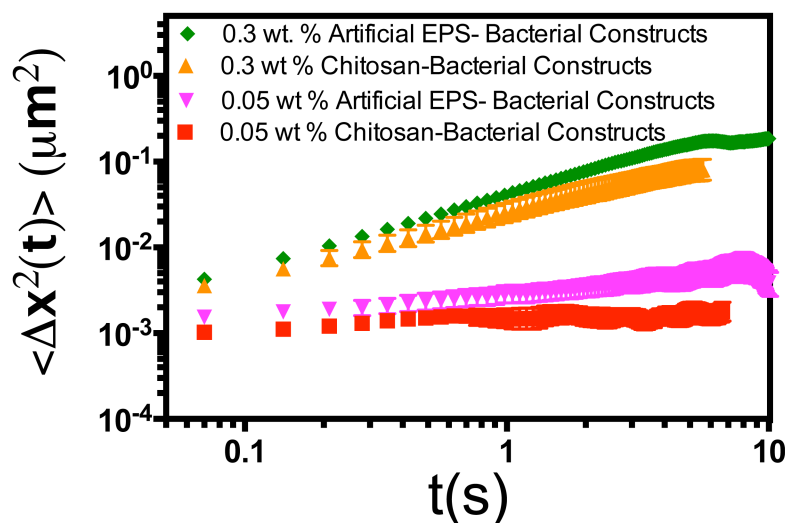 0.3 wt. % Artificial EPS- Bacterial Constructs
0.3 wt % Chitosan-Bacterial Constructs
0.05 wt % Artificial EPS- Bacterial Constructs
0.05 wt % Chitosan-Bacterial Constructs
<Δx²(t)> (μm²)
10⁰
10⁻¹
10⁻²
10⁻³
10⁻⁴
0.1 1 10
t(s)